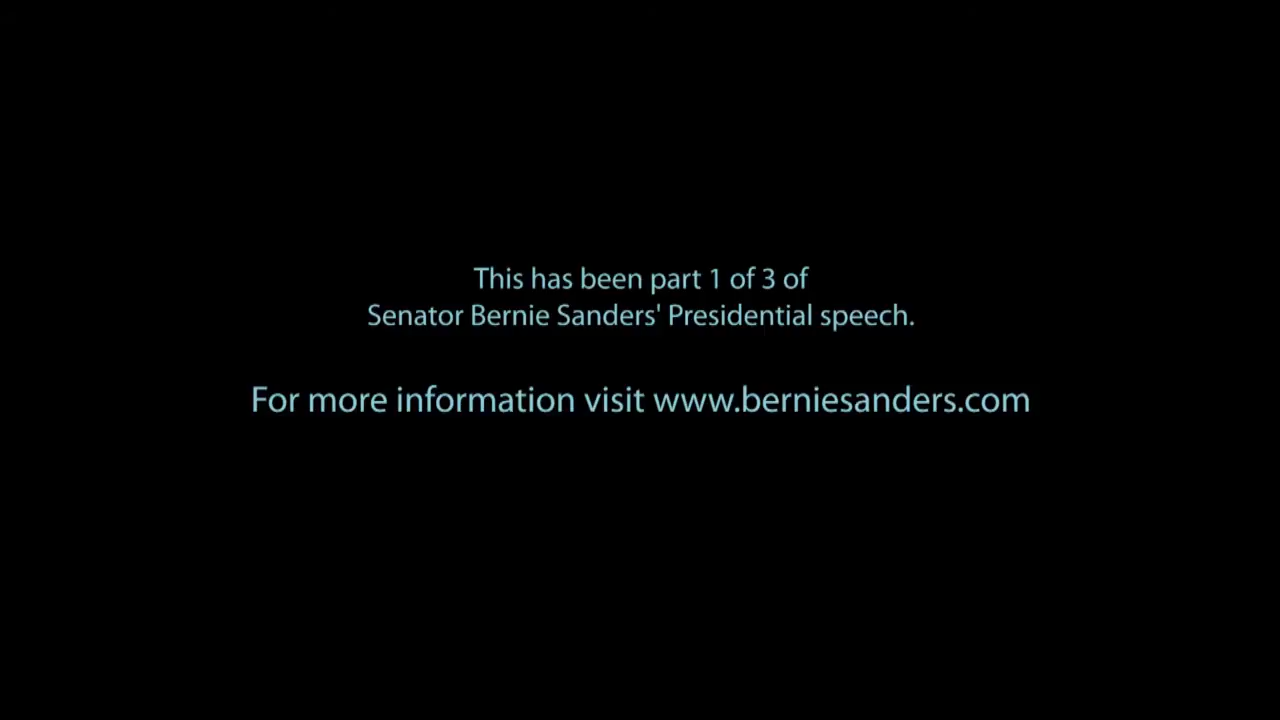 This has been part 1 of 3 of
Senator Bernie Sanders' Presidential speech.
For more information visit www.berniesanders.com